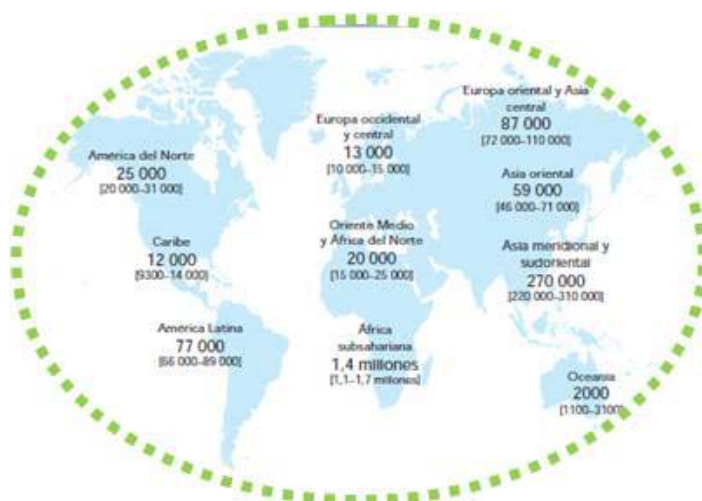 Europa oriental y Asia
central
87 000
[72 000–110 000]
Europa occidental
y central
13 000
[10 000–15 000]
América del Norte
25 000
[20 000–31 000]
Asia oriental
59 000
[46 000–71 000]
Oriente Medio
y África del Norte
20 000
[15 000–25 000]
Caribe
12 000
[9300–14 000]
Asia meridional y
sudoriental
270 000
[220 000–310 000]
América Latina
77 000
[66 000–89 000]
África
subsahariana
1,4 millones
[1,1–1,7 millones]
Oceanía
2000
[1100–3100]